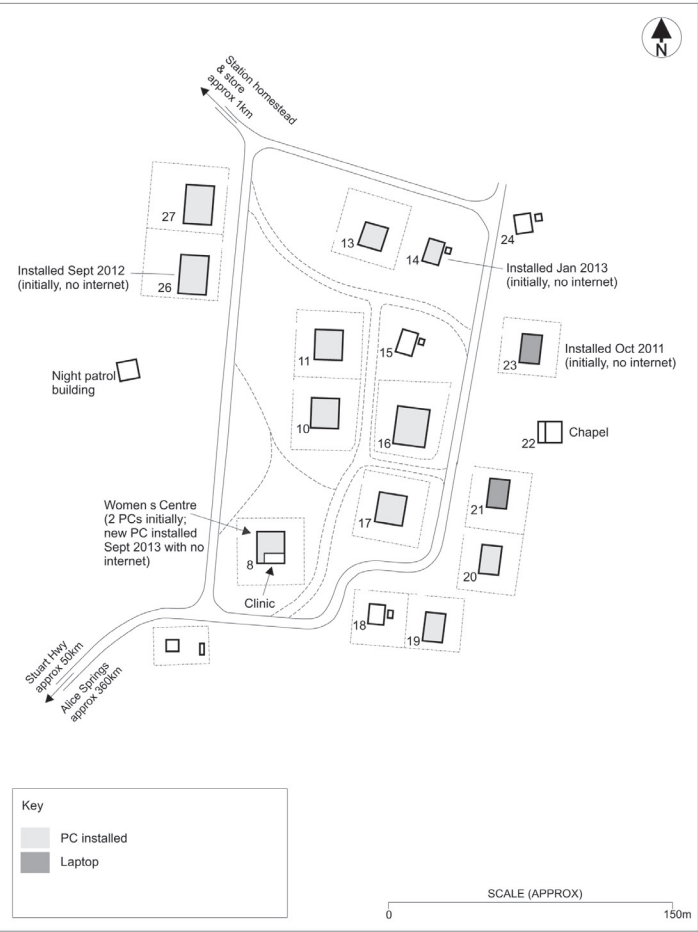 N
Station homestead
& store
approx 1km
27
13
14
24
Installed Sept 2012
(initially, no internet)
26
Installed Jan 2013
(initially, no internet)
11
15
23
Installed Oct 2011
(initially, no internet)
Night patrol
building
10
16
22
Chapel
21
Women s Centre
(2 PCs initially;
new PC installed
Sept 2013 with no
internet)
17
8
20
Clinic
18
19
Stuart Hwy
approx 50km
Alice Springs
approx 360km
Key
PC installed
Laptop
SCALE (APPROX)
0
150m